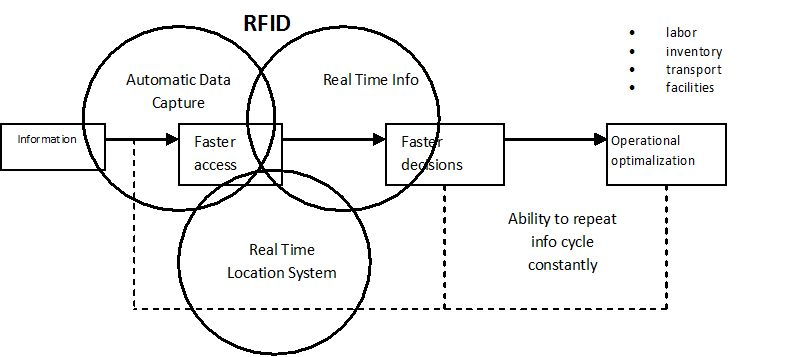 RFID
• labor
• inventory
• transport
• facilities
Automatic Data
Capture
Real Time Info
Information
Faster
access
Faster
decisions
Operational
optimalization
Ability to repeat
info cycle
constantly
Real Time
Location System